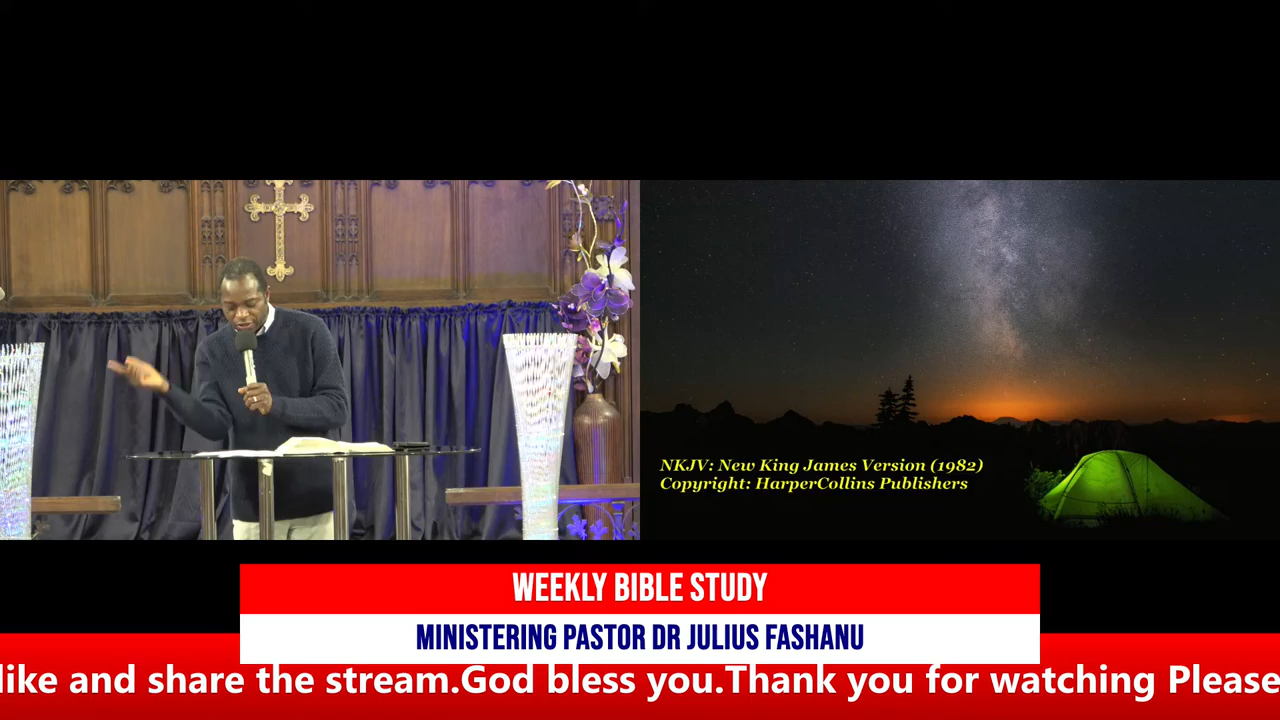 NKJV: New King James Version (1982)
Copyright: HarperCollins Publishers
WEEKLY BIBLE STUDY
MINISTERING PASTOR DR JULIUS FASHANU
like and share the stream.God bless you.Thank you for watching Please